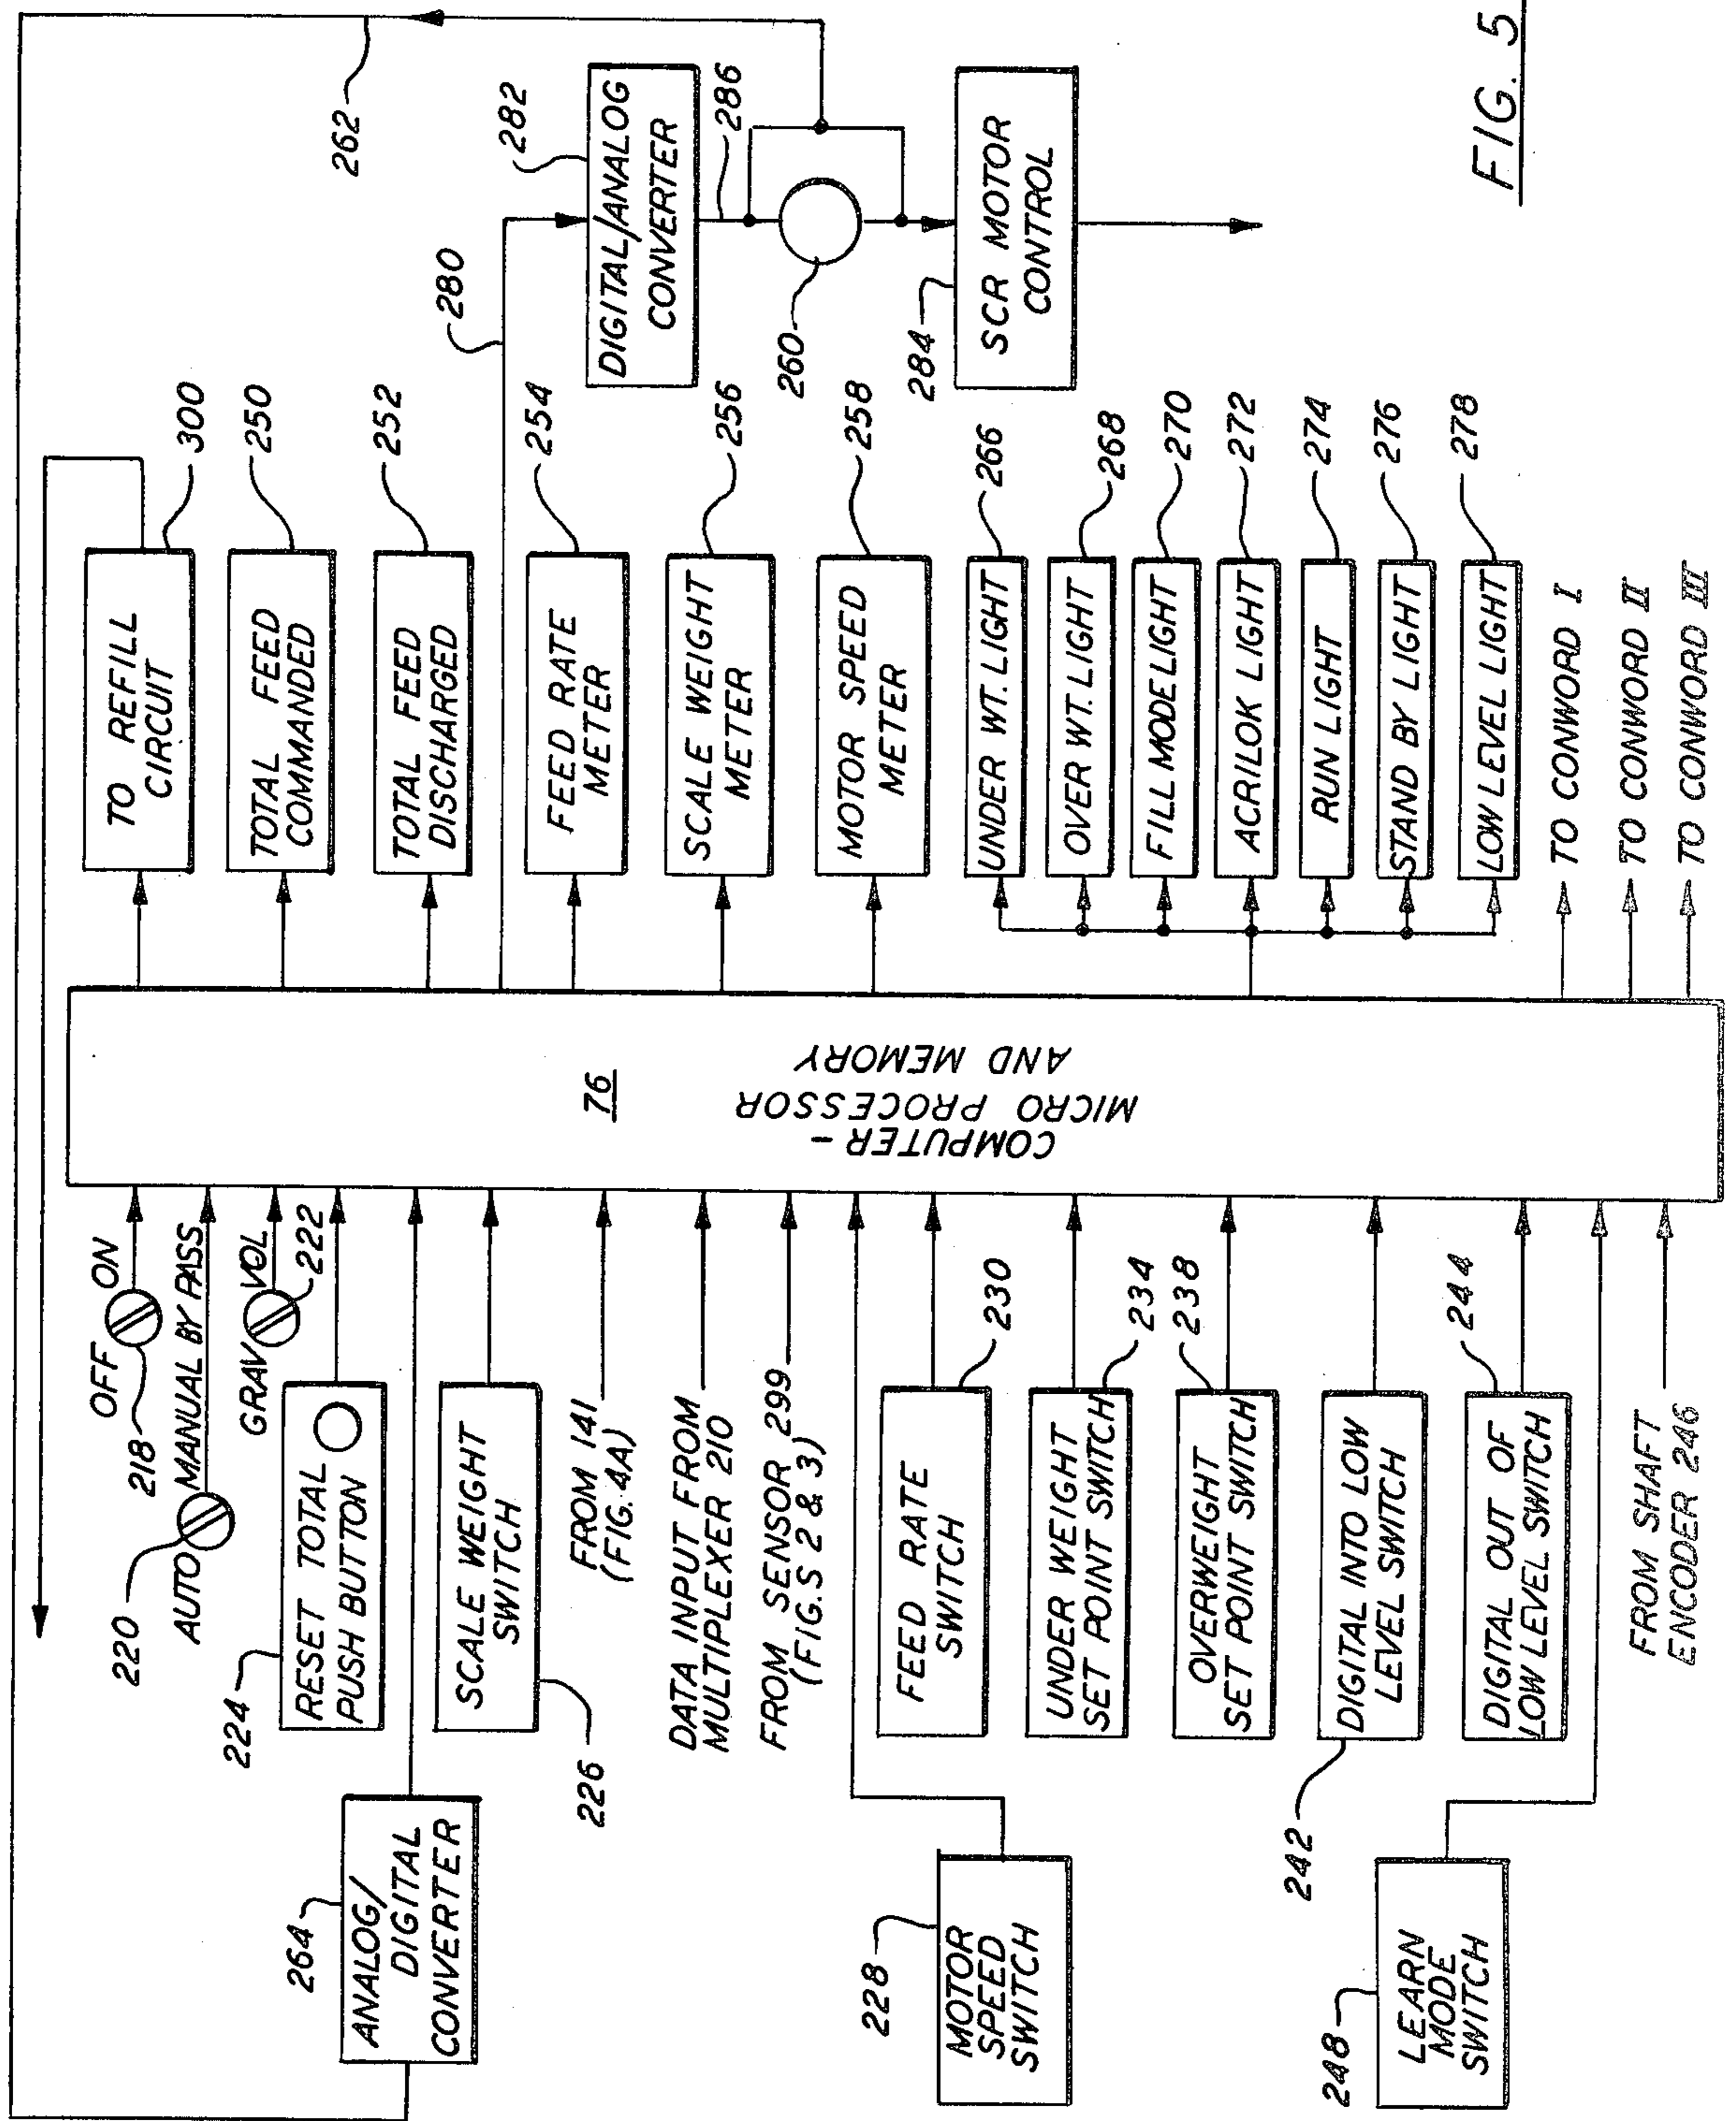 262
282
DIGITAL/ANALOG
CONVERTER
286
280
260
284
SCR MOTOR
CONTROL
FIG. 5
300
TO REFILL
CIRCUIT
250
TOTAL FEED
COMMANDED
252
TOTAL FEED
DISCHARGED
254
FEED RATE
METER
256
SCALE WEIGHT
METER
258
MOTOR SPEED
METER
266
UNDER WT. LIGHT
268
OVER WT. LIGHT
270
FILL MODE LIGHT
272
ACRILOK LIGHT
274
RUN LIGHT
276
STAND BY LIGHT
278
LOW LEVEL LIGHT
TO CONWORD I
TO CONWORD II
TO CONWORD III
76
COMPUTER -
MICRO PROCESSOR
AND MEMORY
OFF ON
218
AUTO MANUAL BY PASS
220
GRAV VOL
222
224
RESET TOTAL
PUSH BUTTON
264
ANALOG/
DIGITAL
CONVERTER
SCALE WEIGHT
SWITCH
226
FROM 141
(FIG. 4A)
DATA INPUT FROM
MULTIPLEXER 210
FROM SENSOR 299
(FIG.S 2 & 3)
228
MOTOR
SPEED
SWITCH
FEED RATE
SWITCH
230
UNDER WEIGHT
SET POINT SWITCH
234
OVERWEIGHT
SET POINT SWITCH
238
DIGITAL INTO LOW
LEVEL SWITCH
242
DIGITAL OUT OF
LOW LEVEL SWITCH
244
248
LEARN
MODE
SWITCH
FROM SHAFT
ENCODER 246